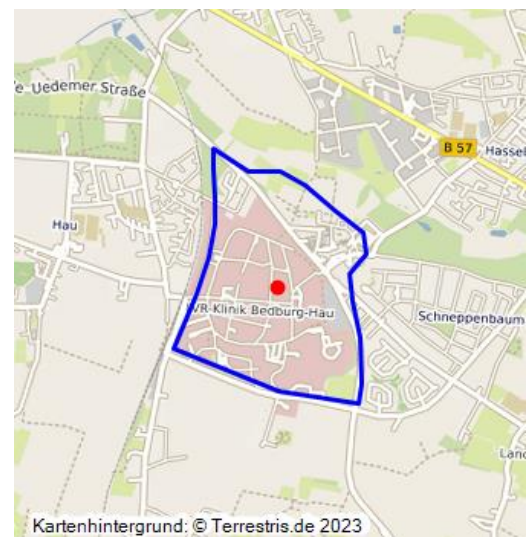 e- Uedemer Straße
B 57
Hassel
Hau
LVR-Klinik Bedburg-Hau
Schneppenbaum
Land
Kartenhintergrund: © Terrestris.de 2023